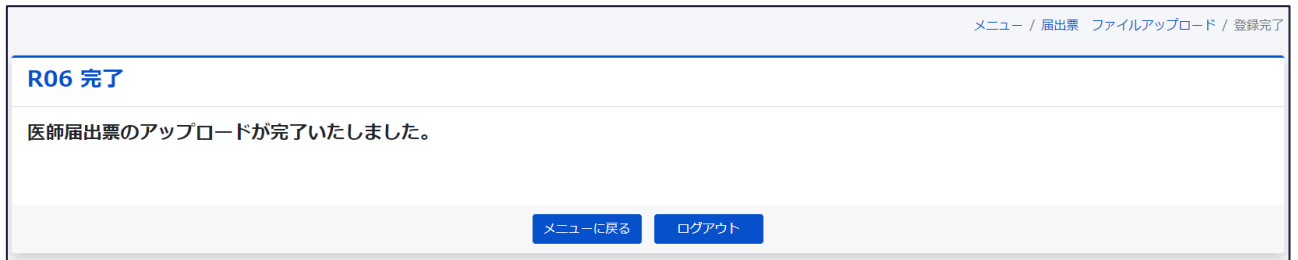 メニュー / 届出票　ファイルアップロード / 登録完了
R06 完了
医師届出票のアップロードが完了いたしました。
メニューに戻る ログアウト